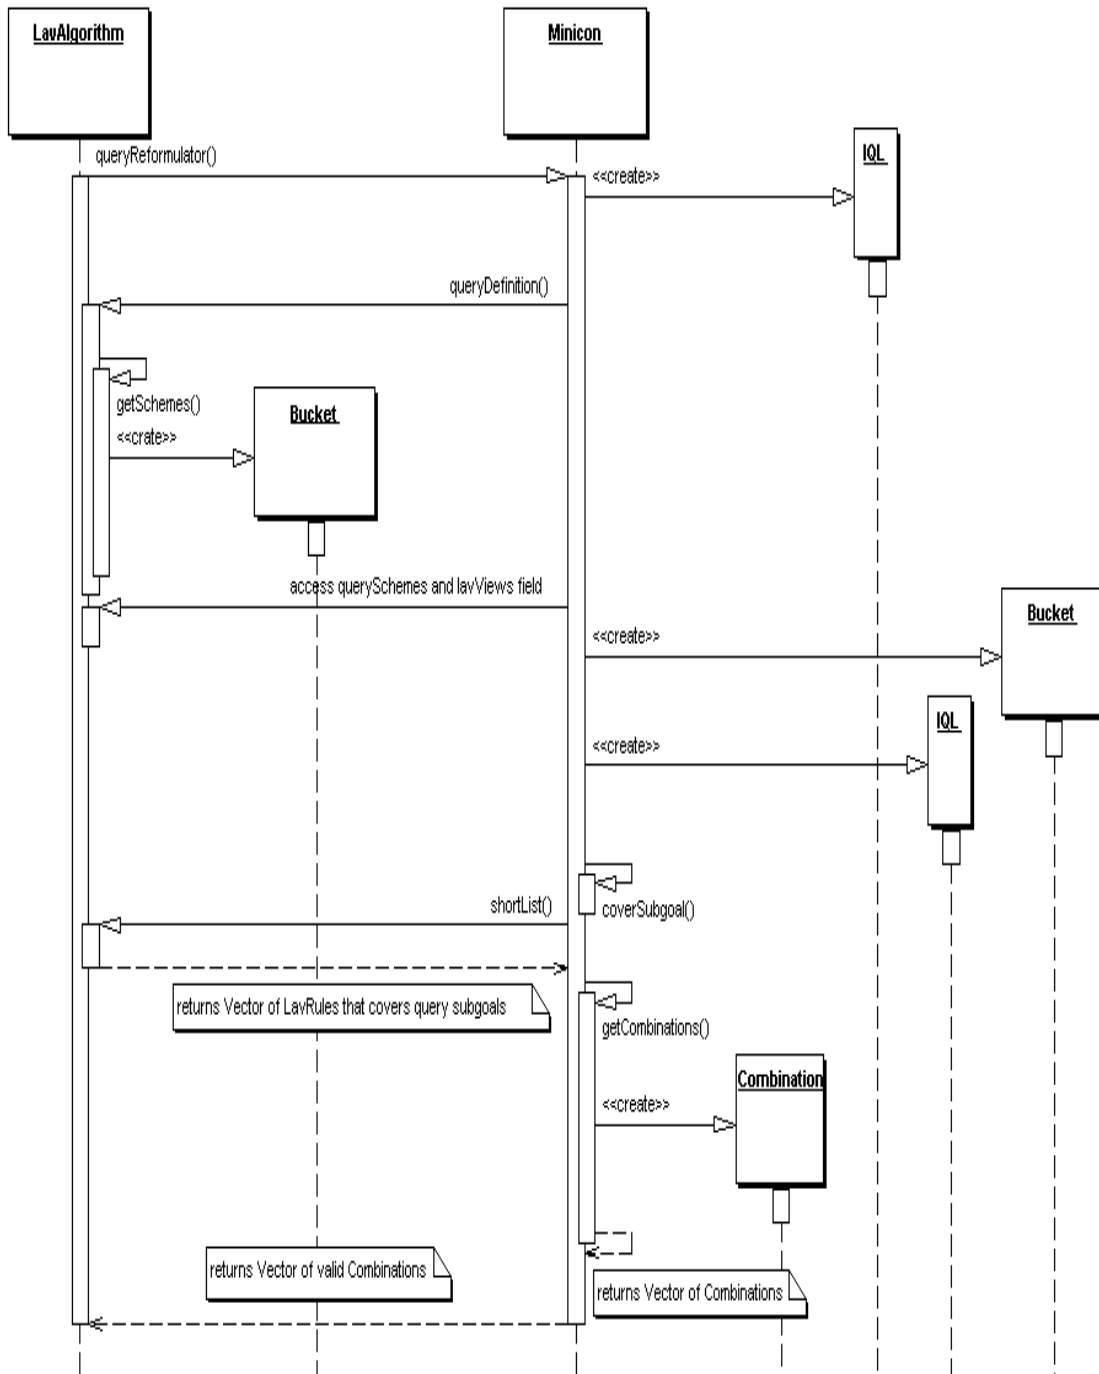 LavAlgorithm
Minicon
queryReformulator()
<<create>>
IQL
queryDefinition()
getSchemes()
<<crate>>
Bucket
access querySchemes and lavViews field
<<create>>
Bucket
<<create>>
IQL
coverSubgoal()
shortList()
returns Vector of LavRules that covers query subgoals
getCombinations()
<<create>>
Combination
returns Vector of valid Combinations
returns Vector of Combinations